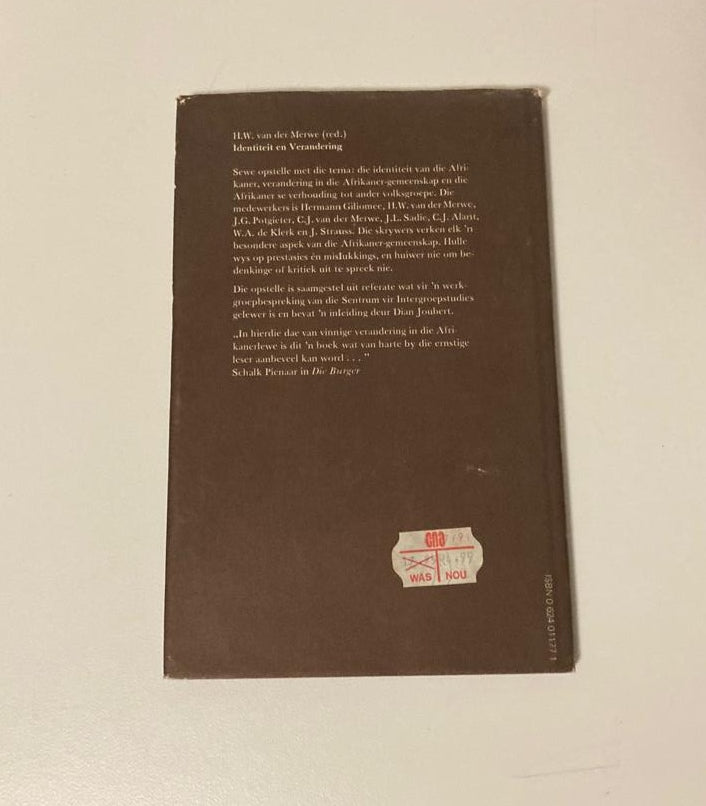 H.W. van der Merwe (red.)
Identiteit en Verandering
Sewe opstelle met die tema: die identiteit van die Afri-
kaner, verandering in die Afrikaner-gemeenskap en die
Afrikaner se verhouding tot ander volksgroepe. Die
medewerkers is Hermann Giliomee, H.W. van der Merwe,
J.G. Potgieter, C.J. van der Merwe, J.L. Sadie, C.J. Alant,
W.A. de Klerk en J. Strauss. Die skrywers verken elk 'n
besondere aspek van die Afrikaner-gemeenskap. Hulle
wys op prestasies én mislukkings, en huiwer nie om be-
denkinge of kritiek uit te spreek nie.
Die opstelle is saamgestel uit referate wat vir 'n werk-
groepbespreking van die Sentrum vir Intergroepstudies
gelewer is en bevat 'n inleiding deur Dian Joubert.
„In hierdie dae van vinnige verandering in die Afri-
kanerlewe is dit 'n boek wat van harte by die ernstige
leser aanbeveel kan word . . . ”
Schalk Pienaar in Die Burger
cna
WAS NOU
ISBN 0 624 01177 1